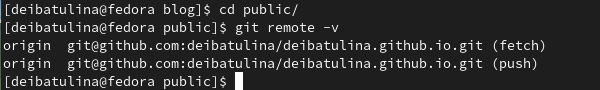 [deibatulina@fedora blog]$ cd public/
[deibatulina@fedora public]$ git remote -v
origin  git@github.com:deibatulina/deibatulina.github.io.git (fetch)
origin  git@github.com:deibatulina/deibatulina.github.io.git (push)
[deibatulina@fedora public]$